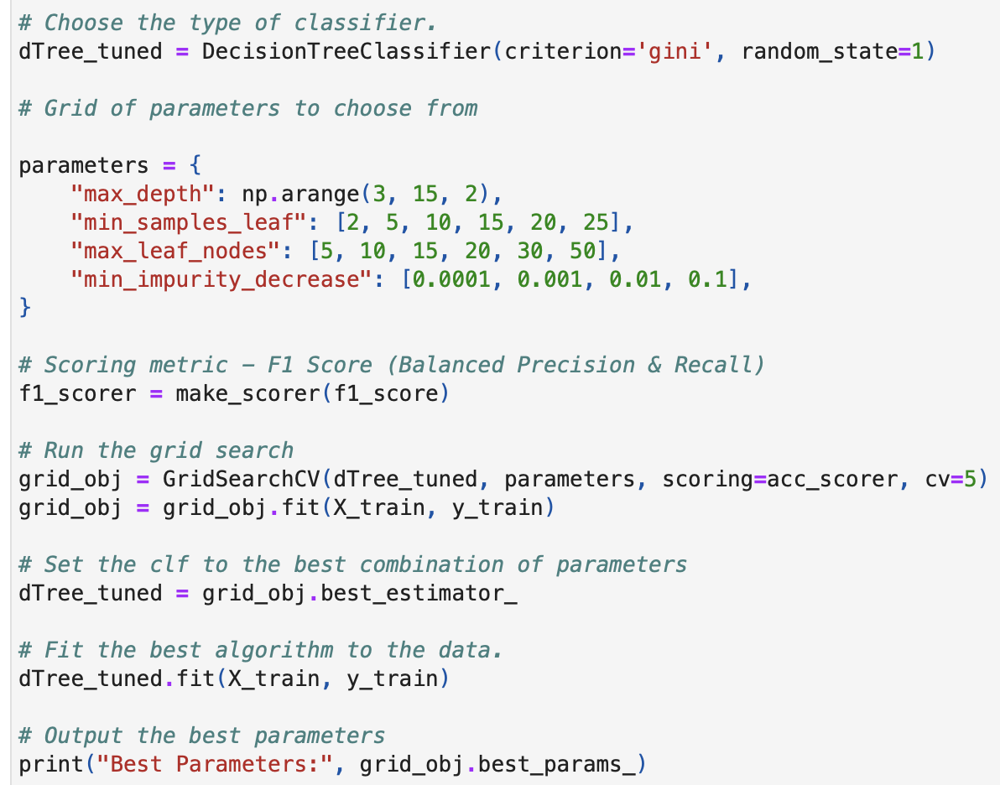 # Choose the type of classifier.
dTree_tuned = DecisionTreeClassifier(criterion='gini', random_state=1)
# Grid of parameters to choose from
parameters = {
    "max_depth": np.arange(3, 15, 2),
    "min_samples_leaf": [2, 5, 10, 15, 20, 25],
    "max_leaf_nodes": [5, 10, 15, 20, 30, 50],
    "min_impurity_decrease": [0.0001, 0.001, 0.01, 0.1],
}
# Scoring metric – F1 Score (Balanced Precision & Recall)
f1_scorer = make_scorer(f1_score)
# Run the grid search
grid_obj = GridSearchCV(dTree_tuned, parameters, scoring=acc_scorer, cv=5)
grid_obj = grid_obj.fit(X_train, y_train)
# Set the clf to the best combination of parameters
dTree_tuned = grid_obj.best_estimator_
# Fit the best algorithm to the data.
dTree_tuned.fit(X_train, y_train)
# Output the best parameters
print("Best Parameters:", grid_obj.best_params_)